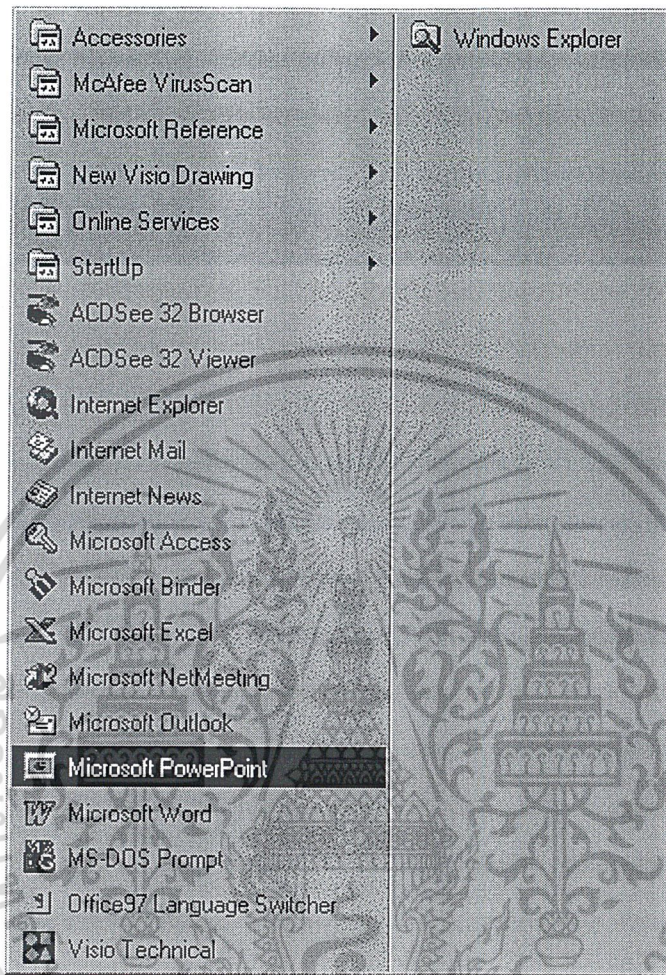 Accessories
McAfee VirusScan
Microsoft Reference
New Visio Drawing
Online Services
StartUp
ACDSee 32 Browser
ACDSee 32 Viewer
Internet Explorer
Internet Mail
Internet News
Microsoft Access
Microsoft Binder
Microsoft Excel
Microsoft NetMeeting
Microsoft Outlook
Microsoft PowerPoint
Microsoft Word
MS-DOS Prompt
Office97 Language Switcher
Visio Technical
Windows Explorer